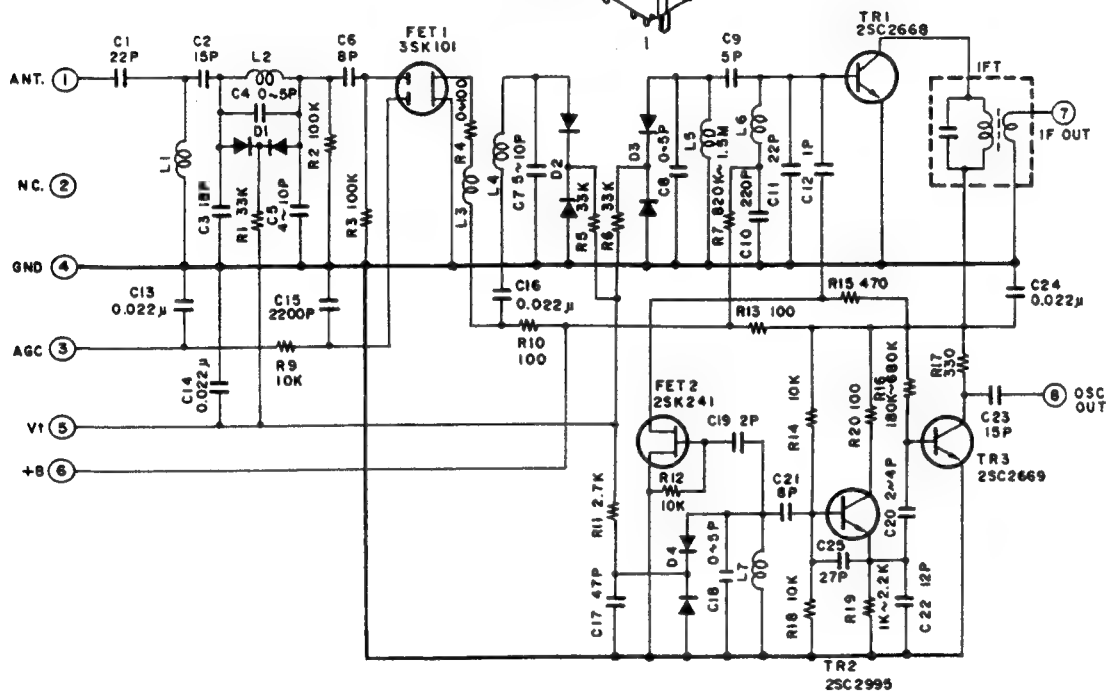 C1
22P
C2
15P
L2
C4 0~5P
D1
C6
8P
FET1
3SK101
C9
5P
TR1
2SC2668
IFT
ANT. 1
7
IF OUT
L1
R2 100K
R4 0~100
L3
L4
C7 5~10P
D2
D3
C8 0~5P
L5
L6
C11 22P
C12 1P
NC. 2
C3 18P
R1 33K
C5
4~10P
R3 100K
R5 33K
R6 33K
R7 820K~1.5M
C10 220P
GND 4
C13
0.022μ
C15
2200P
C16
0.022μ
R15 470
C24
0.022μ
R13 100
AGC 3
R9
10K
R10
100
C14
0.022μ
FET2
2SK241
R14 10K
R20 100
R16
180K~680K
R17
330
8 OSC
OUT
C23
15P
Vt 5
C19 2P
+B 6
R12
10K
TR3
2SC2669
R11 2.7K
C21
8P
C20 2~4P
D4
C18 0~5P
L7
C25
27P
C17 47P
R18 10K
R19
1K~2.2K
C22 12P
TR2
2SC2995